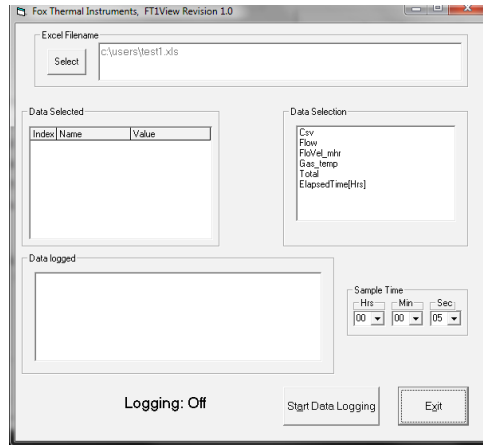 Fox Thermal Instruments, FT1View Revision 1.0
Excel Filename
Select
c:\users\test1.xls
Data Selected
Index Name Value
Data Selection
Csv
Flow
FloVel_mhr
Gas_temp
Total
ElapsedTime[Hrs]
Data logged
Sample Time
Hrs Min Sec
00 00 05
Logging: Off
Start Data Logging
Exit